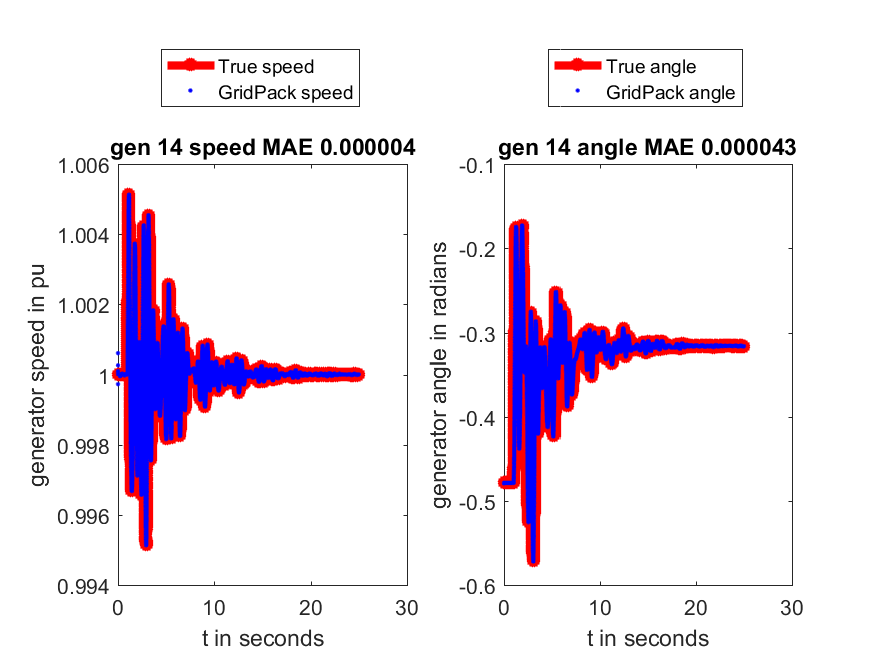 True speed
GridPack speed
True angle
GridPack angle
gen 14 speed MAE 0.000004
gen 14 angle MAE 0.000043
generator speed in pu
1.006
1.004
1.002
1
0.998
0.996
0.994
0
10
20
30
t in seconds
generator angle in radians
-0.1
-0.2
-0.3
-0.4
-0.5
-0.6
0
10
20
30
t in seconds